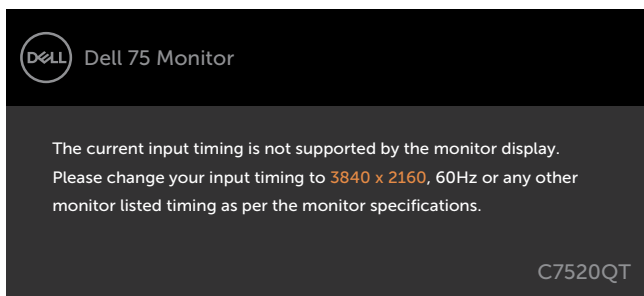 DELL Dell 75 Monitor
The current input timing is not supported by the monitor display.
Please change your input timing to 3840 x 2160, 60Hz or any other
monitor listed timing as per the monitor specifications.
C7520QT